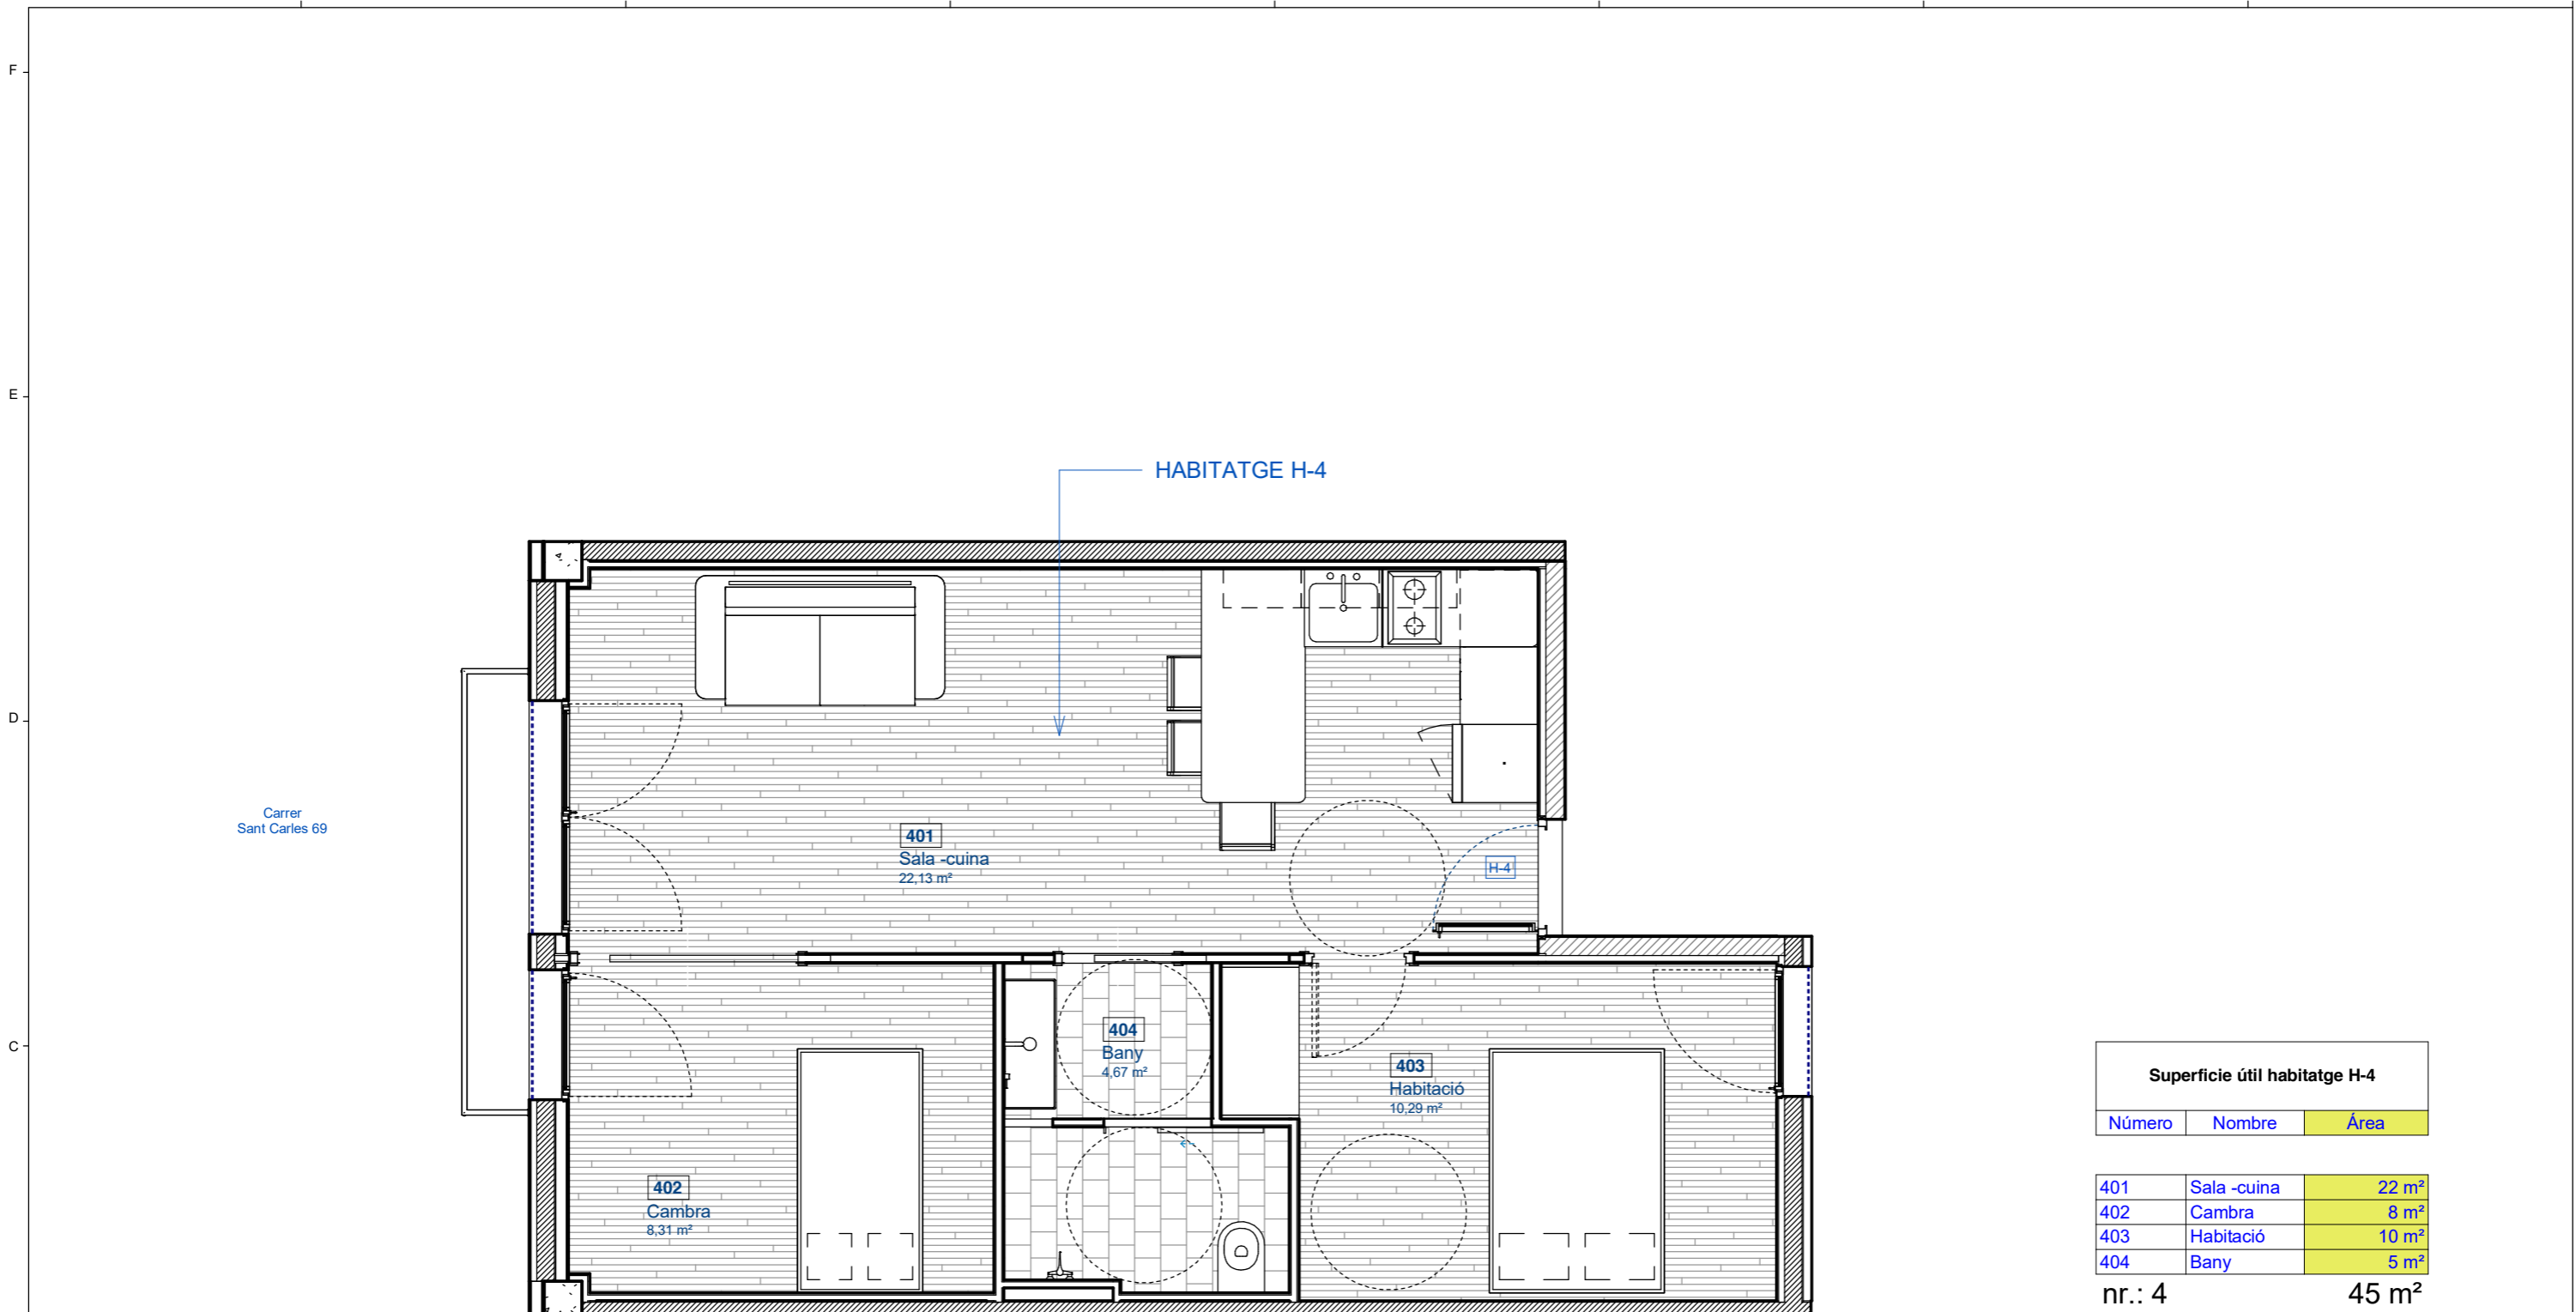 F
E
HABITATGE H-4
D
Carrer
Sant Carles 69
401
Sala -cuina
22,13 m²
H-4
C
404
Bany
4,67 m²
403
Habitació
10,29 m²
402
Cambra
8,31 m²
Superficie útil habitatge H-4
Número Nombre Área
401 Sala -cuina 22 m²
402 Cambra 8 m²
403 Habitació 10 m²
404 Bany 5 m²
nr.: 4 45 m²